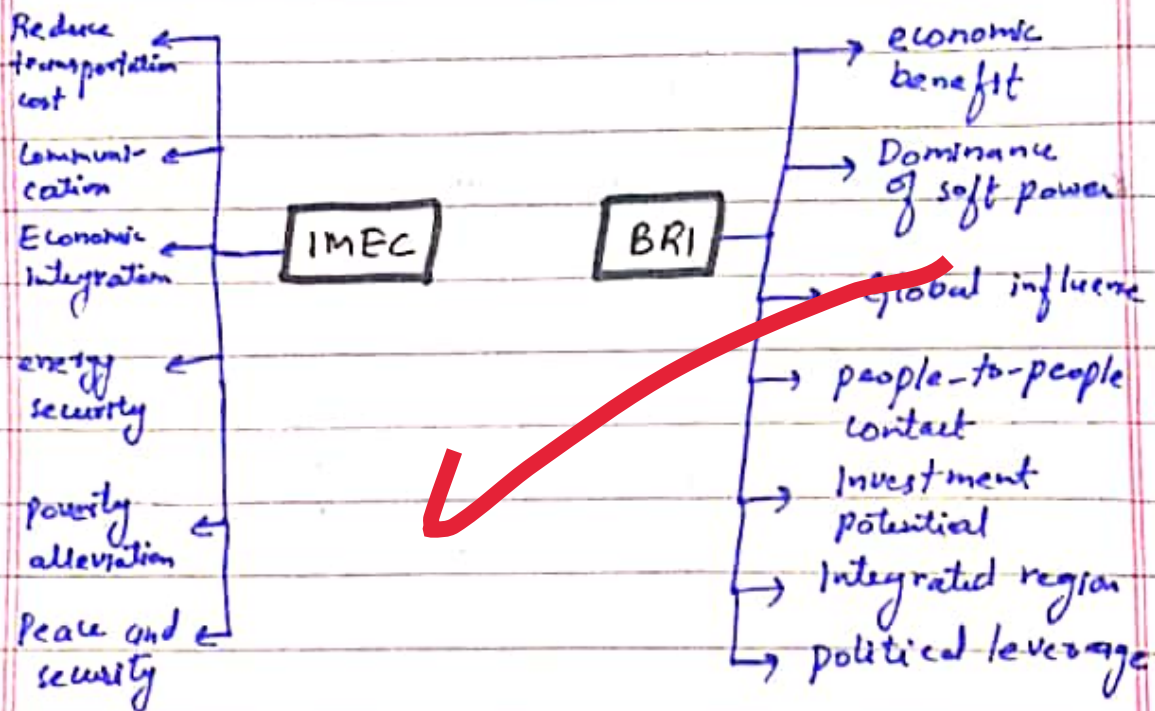 Reduce
transportation
cost
Communi-
cation
Economic
Integration
energy
security
poverity
alleviation
Peace and
security
IMEC
BRI
economic
benefit
Dominance
of soft power
Global influence
people-to-people
contact
Investment
potential
Integrated region
political leverage